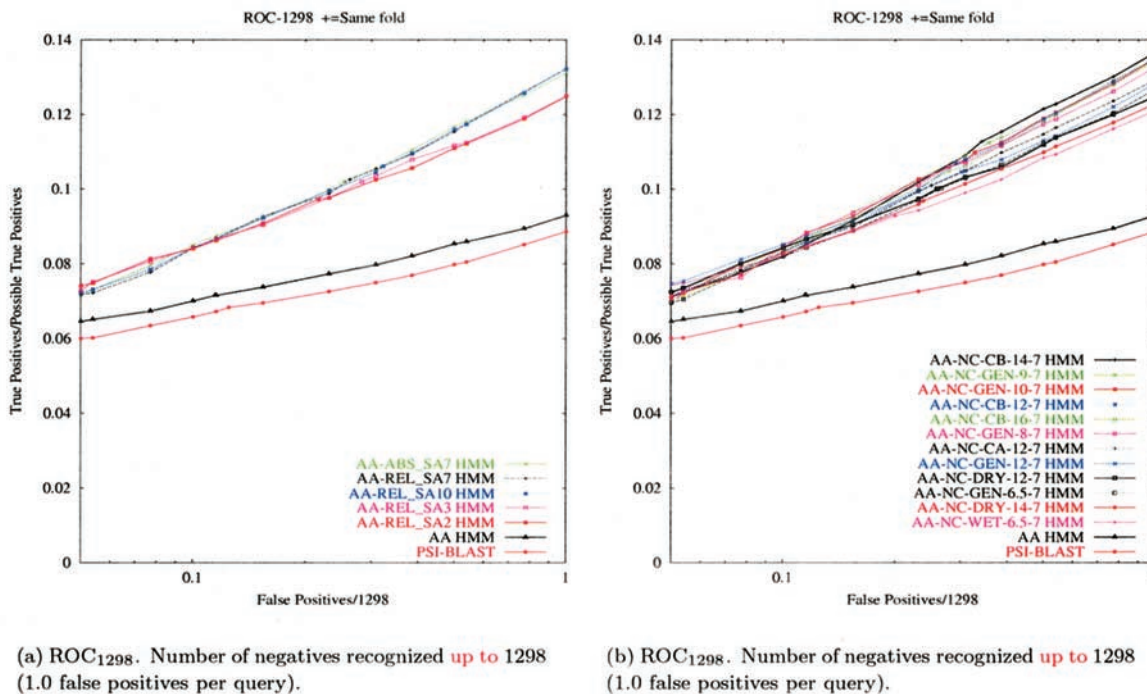 ROC-1298 +=Same fold
0.14
0.12
0.1
0.08
0.06
0.04
0.02
0
0.1
1
True Positives/Possible True Positives
False Positives/1298
AA-ABS_SA7 HMM
AA-REL_SA7 HMM
AA-REL_SA10 HMM
AA-REL_SA3 HMM
AA-REL_SA2 HMM
AA HMM
PSI-BLAST
(a) ROC1298. Number of negatives recognized up to 1298
(1.0 false positives per query).
ROC-1298 +=Same fold
0.14
0.12
0.1
0.08
0.06
0.04
0.02
0
0.1
True Positives/Possible True Positives
False Positives/1298
AA-NC-CB-14-7 HMM
AA-NC-GEN-9-7 HMM
AA-NC-GEN-10-7 HMM
AA-NC-CB-12-7 HMM
AA-NC-CB-16-7 HMM
AA-NC-GEN-8-7 HMM
AA-NC-CA-12-7 HMM
AA-NC-GEN-12-7 HMM
AA-NC-DRY-12-7 HMM
AA-NC-GEN-6.5-7 HMM
AA-NC-DRY-14-7 HMM
AA-NC-WET-6.5-7 HMM
AA HMM
PSI-BLAST
(b) ROC1298. Number of negatives recognized up to 1298
(1.0 false positives per query).